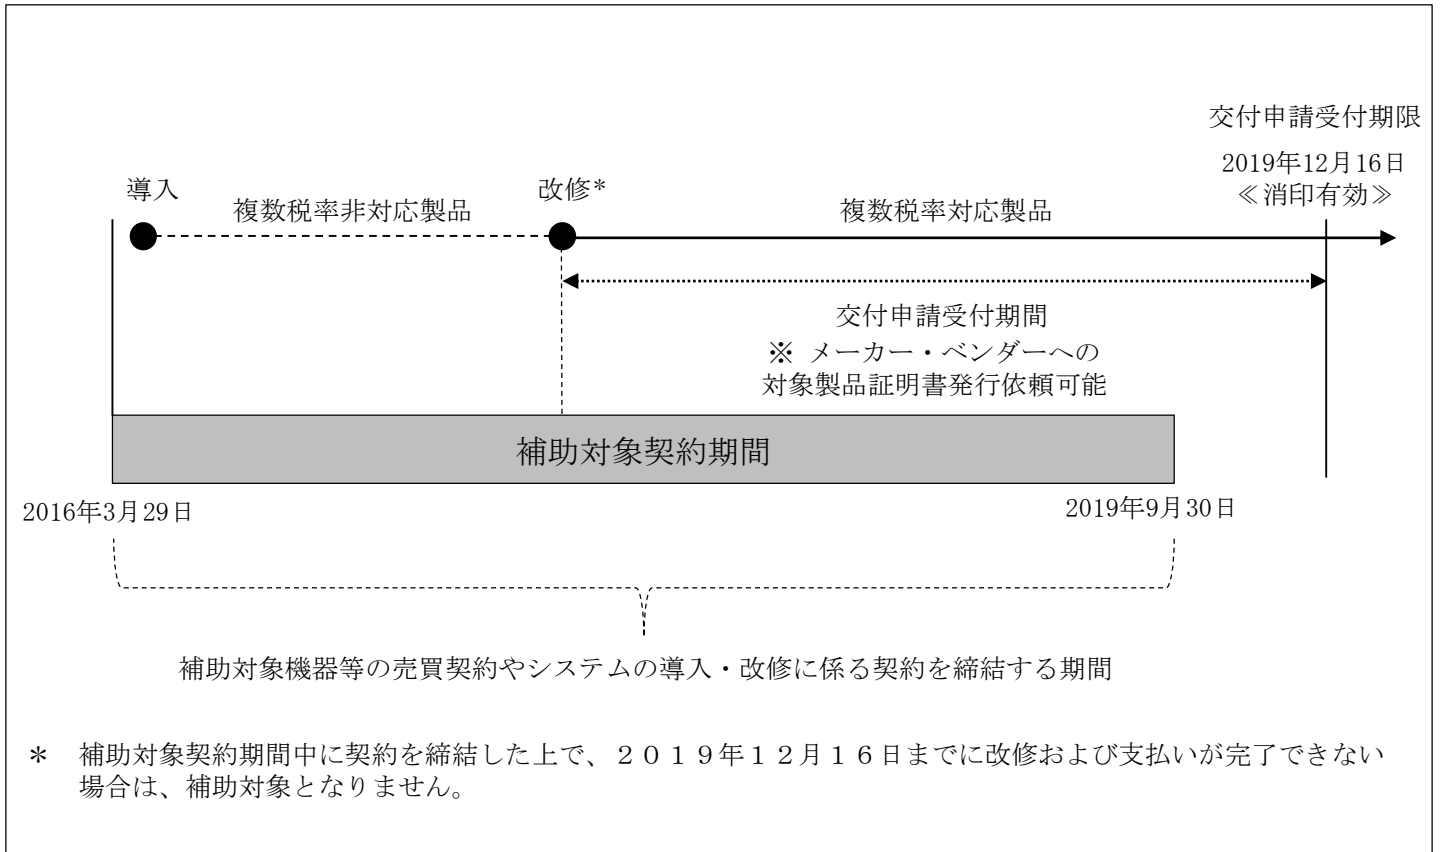 交付申請受付期限
2019年12月16日
≪消印有効≫
導入
複数税率非対応製品
改修*
複数税率対応製品
交付申請受付期間
※ メーカー・ベンダーへの
対象製品証明書発行依頼可能
補助対象契約期間
2016年3月29日
2019年9月30日
補助対象機器等の売買契約やシステムの導入・改修に係る契約を締結する期間
＊ 補助対象契約期間中に契約を締結した上で、２０１９年１２月１６日までに改修および支払いが完了できない
場合は、補助対象となりません。